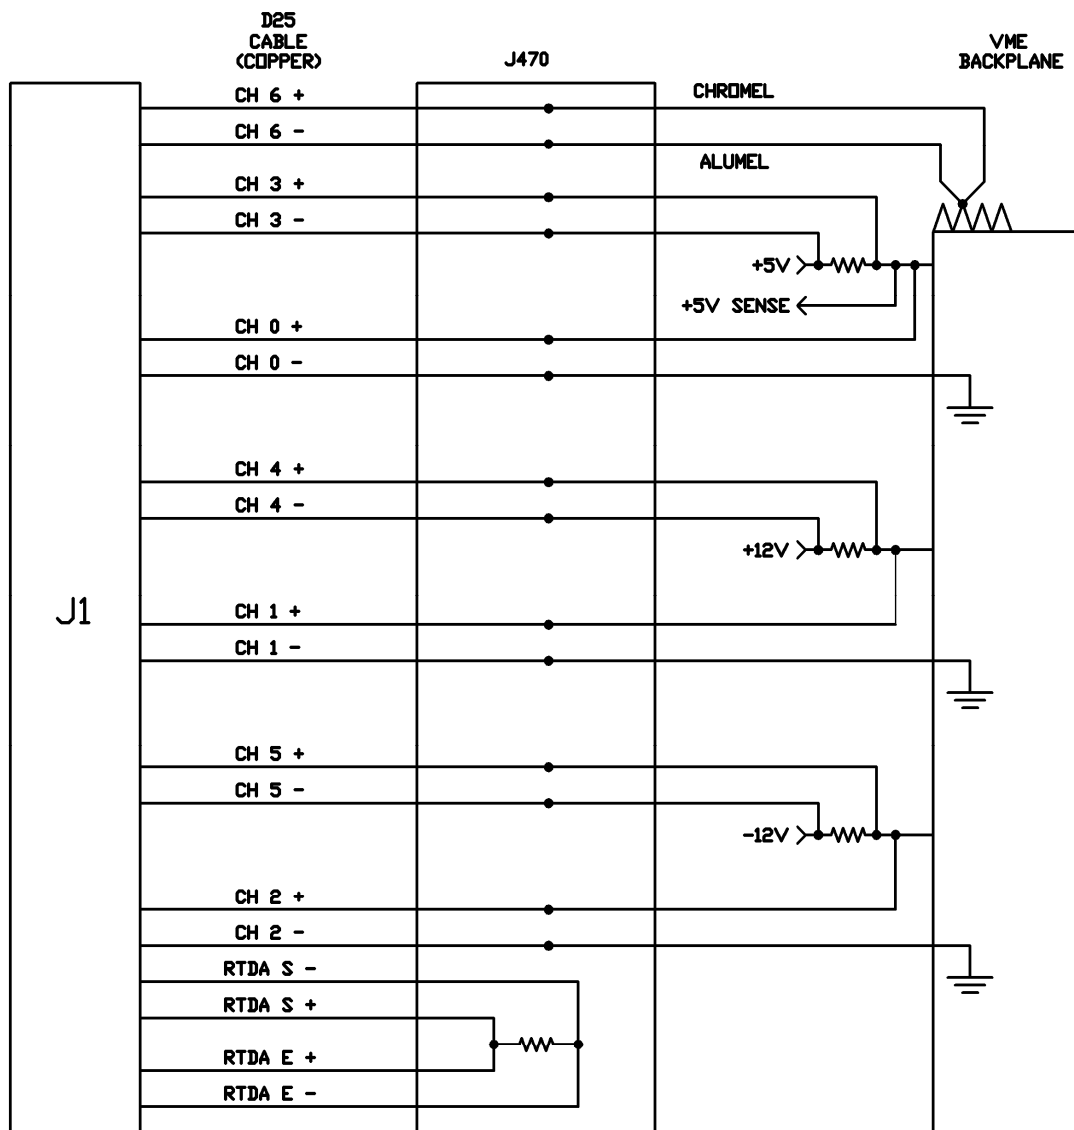 D25
CABLE
(COPPER)
J470
VME
BACKPLANE
CH 6 +
CHROMEL
CH 6 -
ALUMEL
CH 3 +
CH 3 -
+5V
+5V SENSE
CH 0 +
CH 0 -
CH 4 +
CH 4 -
+12V
J1
CH 1 +
CH 1 -
CH 5 +
CH 5 -
-12V
CH 2 +
CH 2 -
RTDA S -
RTDA S +
RTDA E +
RTDA E -